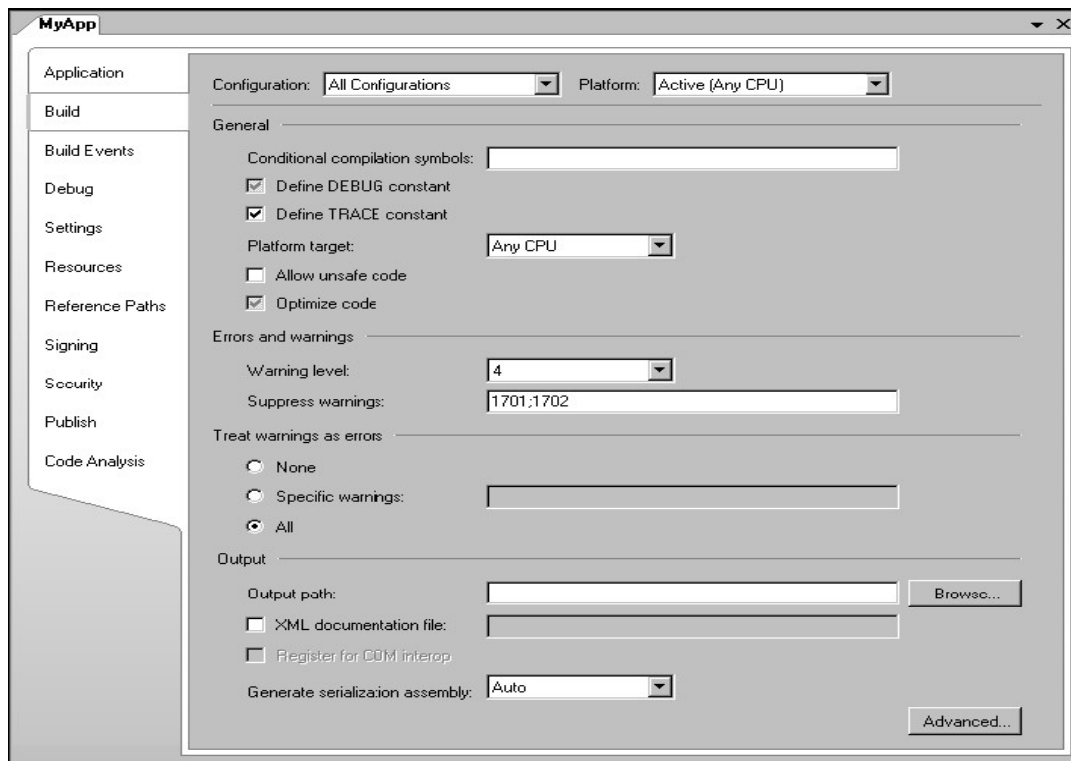 MyApp
Application
Build
Build Events
Debug
Settings
Resources
Reference Paths
Signing
Security
Publish
Code Analysis
Configuration: All Configurations Platform: Active (Any CPU)
General
Conditional compilation symbols:
Define DEBUG constant
Define TRACE constant
Platform target: Any CPU
Allow unsafe code
Optimize code
Errors and warnings
Warning level: 4
Suppress warnings: 1701;1702
Treat warnings as errors
None
Specific warnings:
All
Output
Output path: Browse...
XML documentation file:
Register for COM interop
Generate serialization assembly: Auto
Advanced...